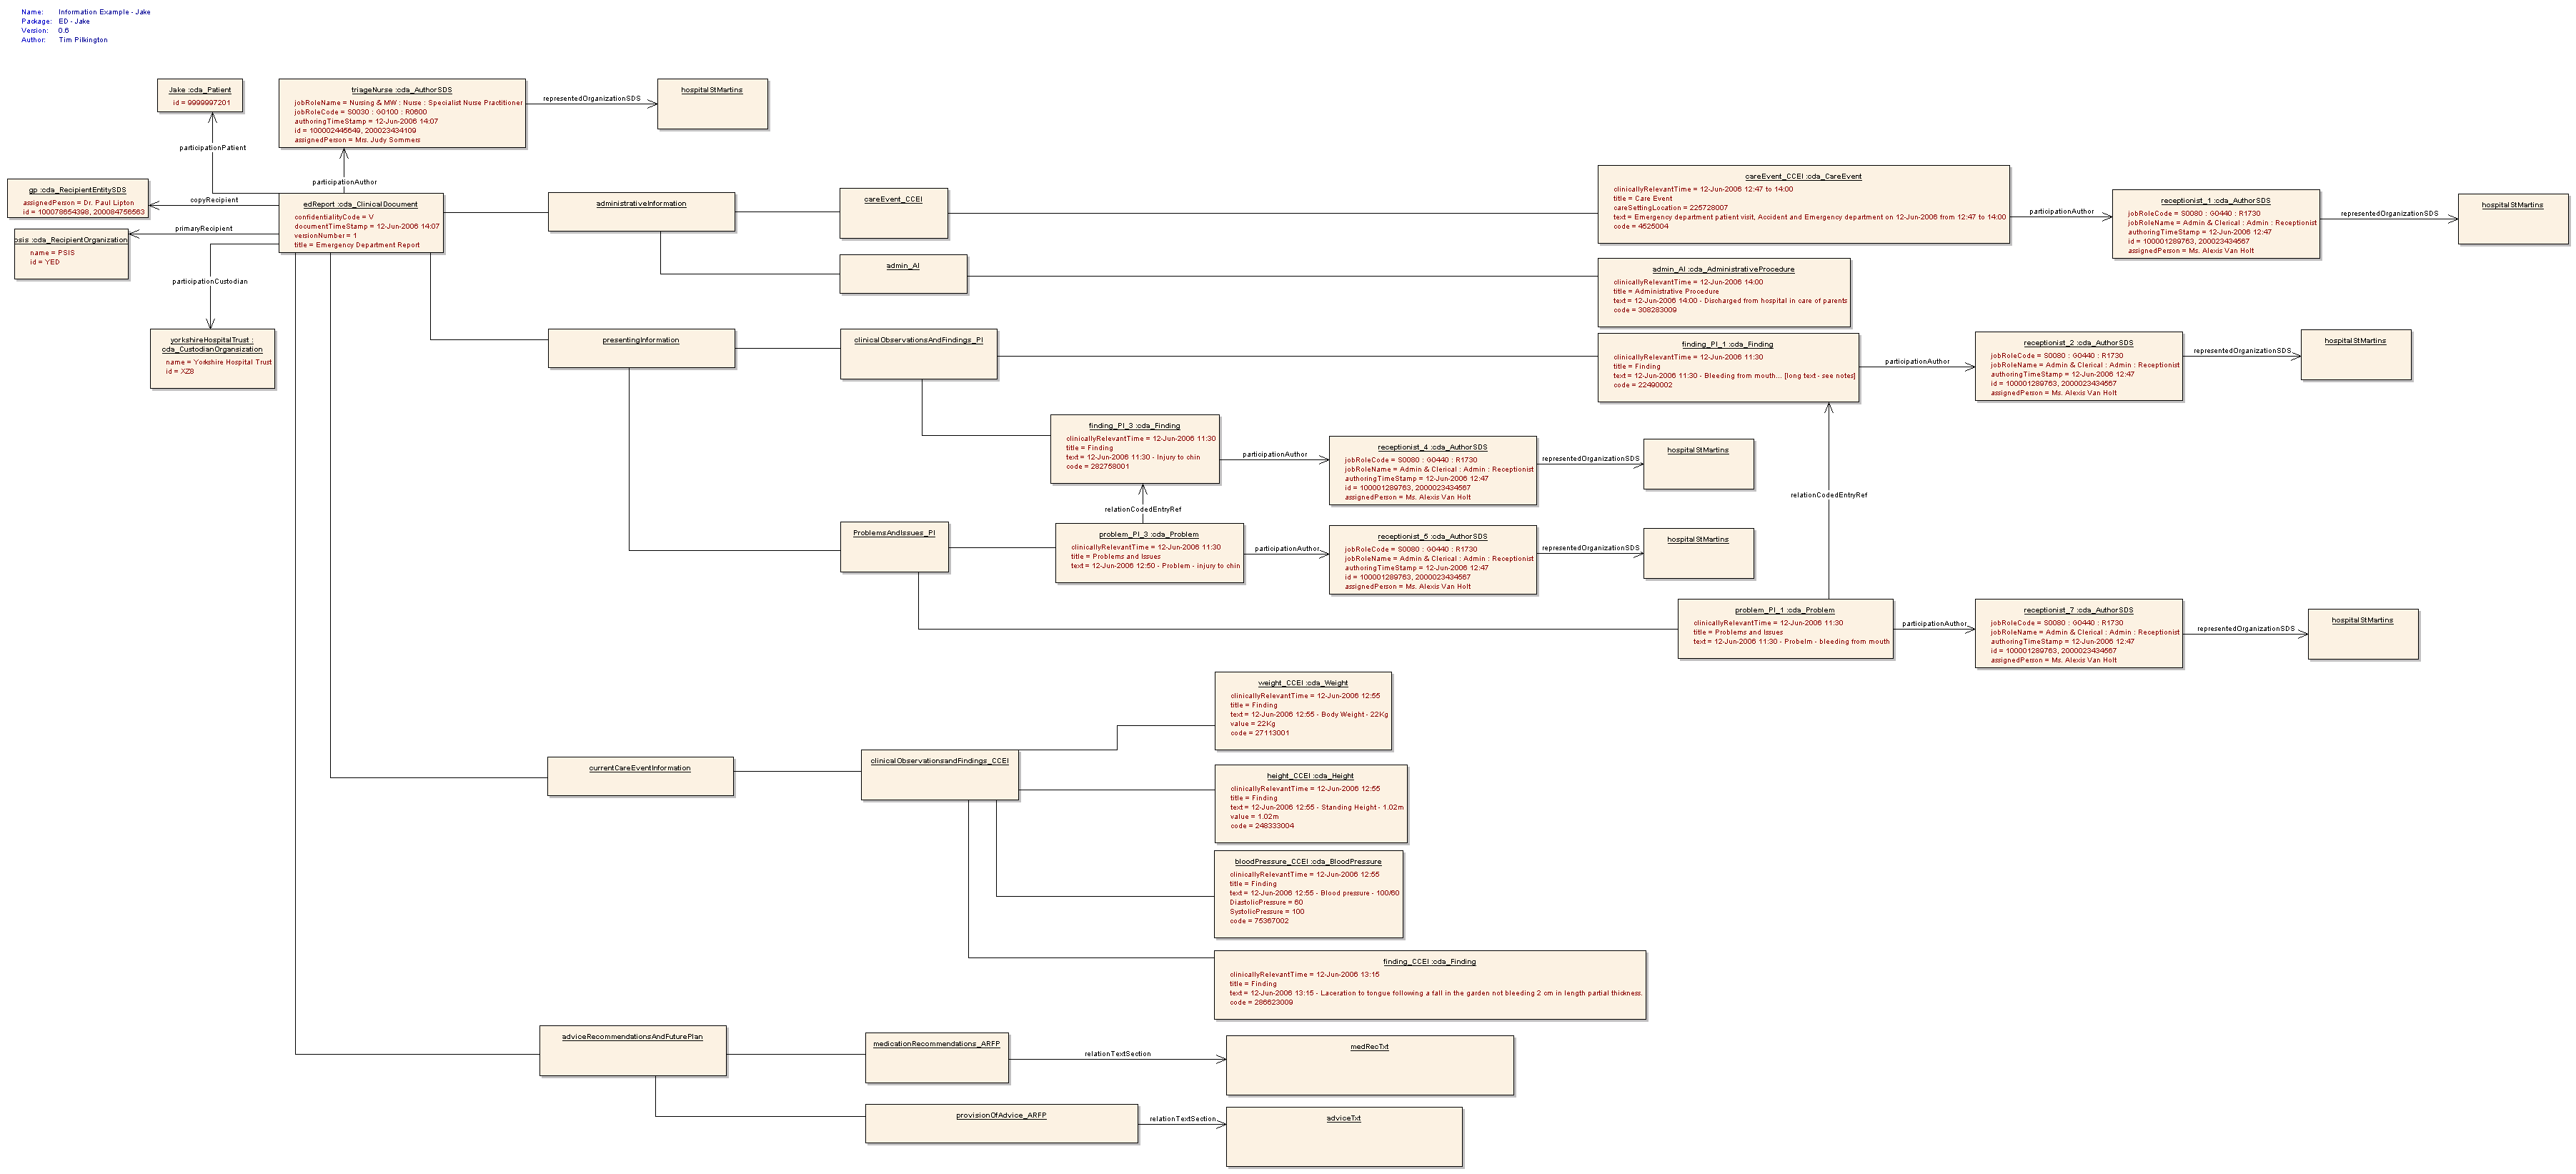 Name: Information Example - Jake
Package: ED - Jake
Version: 0.6
Author: Tim Pilkington
Jake :cda_Patient
id = 9999997201
participationPatient
triageNurse :cda_AuthorSDS
jobRoleName = Nursing & MW : Nurse : Specialist Nurse Practitioner
jobRoleCode = S0030 : G0100 : R0600
authoringTimeStamp = 12-Jun-2006 14:07
id = 100002445649, 200023434109
assignedPerson = Mrs. Judy Sommers
representedOrganizationSDS
hospitalStMartins
participationAuthor
gp :cda_RecipientEntitySDS
assignedPerson = Dr. Paul Lipton
id = 100078654398, 200084756563
copyRecipient
psis :cda_RecipientOrganization
name = PSIS
id = YED
primaryRecipient
participationCustodian
yorkshireHospitalTrust :
cda_CustodianOrgansization
name = Yorkshire Hospital Trust
id = XZ8
edReport :cda_ClinicalDocument
confidentialityCode = V
documentTimeStamp = 12-Jun-2006 14:07
versionNumber = 1
title = Emergency Department Report
administrativeInformation
careEvent_CCEI
careEvent_CCEI :cda_CareEvent
clinicallyRelevantTime = 12-Jun-2006 12:47 to 14:00
title = Care Event
careSettingLocation = 225728007
text = Emergency department patient visit, Accident and Emergency department on 12-Jun-2006 from 12:47 to 14:00
code = 4525004
participationAuthor
receptionist_1 :cda_AuthorSDS
jobRoleCode = S0080 : G0440 : R1730
jobRoleName = Admin & Clerical : Admin : Receptionist
authoringTimeStamp = 12-Jun-2006 12:47
id = 100001289763, 200023434567
assignedPerson = Ms. Alexis Van Holt
representedOrganizationSDS
hospitalStMartins
admin_AI
admin_AI :cda_AdministrativeProcedure
clinicallyRelevantTime = 12-Jun-2006 14:00
title = Administrative Procedure
text = 12-Jun-2006 14:00 - Discharged from hospital in care of parents
code = 308283009
presentingInformation
clinicalObservationsAndFindings_PI
finding_PI_1 :cda_Finding
clinicallyRelevantTime = 12-Jun-2006 11:30
title = Finding
text = 12-Jun-2006 11:30 - Bleeding from mouth... [long text - see notes]
code = 22490002
participationAuthor
receptionist_2 :cda_AuthorSDS
jobRoleCode = S0080 : G0440 : R1730
jobRoleName = Admin & Clerical : Admin : Receptionist
authoringTimeStamp = 12-Jun-2006 12:47
id = 100001289763, 2000023434567
assignedPerson = Ms. Alexis Van Holt
representedOrganizationSDS
hospitalStMartins
finding_PI_3 :cda_Finding
clinicallyRelevantTime = 12-Jun-2006 11:30
title = Finding
text = 12-Jun-2006 11:30 - Injury to chin
code = 282758001
participationAuthor
receptionist_4 :cda_AuthorSDS
jobRoleCode = S0080 : G0440 : R1730
jobRoleName = Admin & Clerical : Admin : Receptionist
authoringTimeStamp = 12-Jun-2006 12:47
id = 100001289763, 2000023434567
assignedPerson = Ms. Alexis Van Holt
representedOrganizationSDS
hospitalStMartins
relationCodedEntryRef
relationCodedEntryRef
ProblemsAndIssues_PI
problem_PI_3 :cda_Problem
clinicallyRelevantTime = 12-Jun-2006 11:30
title = Problems and Issues
text = 12-Jun-2006 12:50 - Problem - injury to chin
participationAuthor
receptionist_5 :cda_AuthorSDS
jobRoleCode = S0080 : G0440 : R1730
jobRoleName = Admin & Clerical : Admin : Receptionist
authoringTimeStamp = 12-Jun-2006 12:47
id = 100001289763, 2000023434567
assignedPerson = Ms. Alexis Van Holt
representedOrganizationSDS
hospitalStMartins
problem_PI_1 :cda_Problem
clinicallyRelevantTime = 12-Jun-2006 11:30
title = Problems and Issues
text = 12-Jun-2006 11:30 - Probelm - bleeding from mouth
participationAuthor
receptionist_7 :cda_AuthorSDS
jobRoleCode = S0080 : G0440 : R1730
jobRoleName = Admin & Clerical : Admin : Receptionist
authoringTimeStamp = 12-Jun-2006 12:47
id = 100001289763, 2000023434567
assignedPerson = Ms. Alexis Van Holt
representedOrganizationSDS
hospitalStMartins
currentCareEventInformation
clinicalObservationsandFindings_CCEI
weight_CCEI :cda_Weight
clinicallyRelevantTime = 12-Jun-2006 12:55
title = Finding
text = 12-Jun-2006 12:55 - Body Weight - 22Kg
value = 22Kg
code = 27113001
height_CCEI :cda_Height
clinicallyRelevantTime = 12-Jun-2006 12:55
title = Finding
text = 12-Jun-2006 12:55 - Standing Height - 1.02m
value = 1.02m
code = 248333004
bloodPressure_CCEI :cda_BloodPressure
clinicallyRelevantTime = 12-Jun-2006 12:55
title = Finding
text = 12-Jun-2006 12:55 - Blood pressure - 100/60
DiastolicPressure = 60
SystolicPressure = 100
code = 75367002
finding_CCEI :cda_Finding
clinicallyRelevantTime = 12-Jun-2006 13:15
title = Finding
text = 12-Jun-2006 13:15 - Laceration to tongue following a fall in the garden not bleeding 2 cm in length partial thickness.
code = 286623009
adviceRecommendationsAndFuturePlan
medicationRecommendations_ARFP
relationTextSection
medRecTxt
provisionOfAdvice_ARFP
relationTextSection
adviceTxt